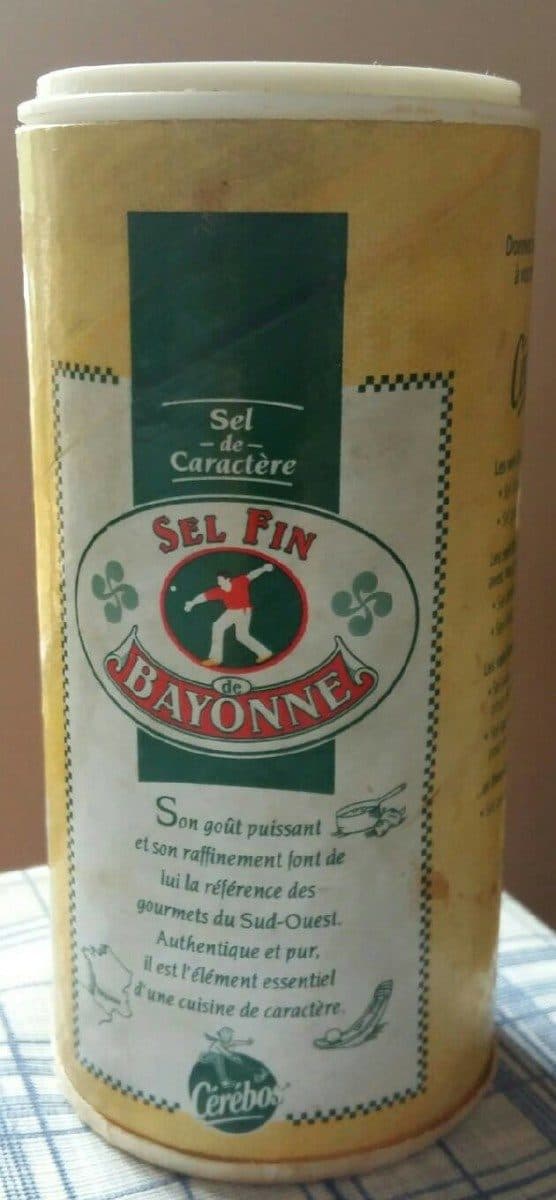 Sel
- de -
Caractère
SEL FIN
de
BAYONNE
Son goût puissant
et son raffinement font de
lui la référence des
gourmets du Sud-Ouest.
Authentique et pur,
il est l'élément essentiel
d'une cuisine de caractère.
Cérébos